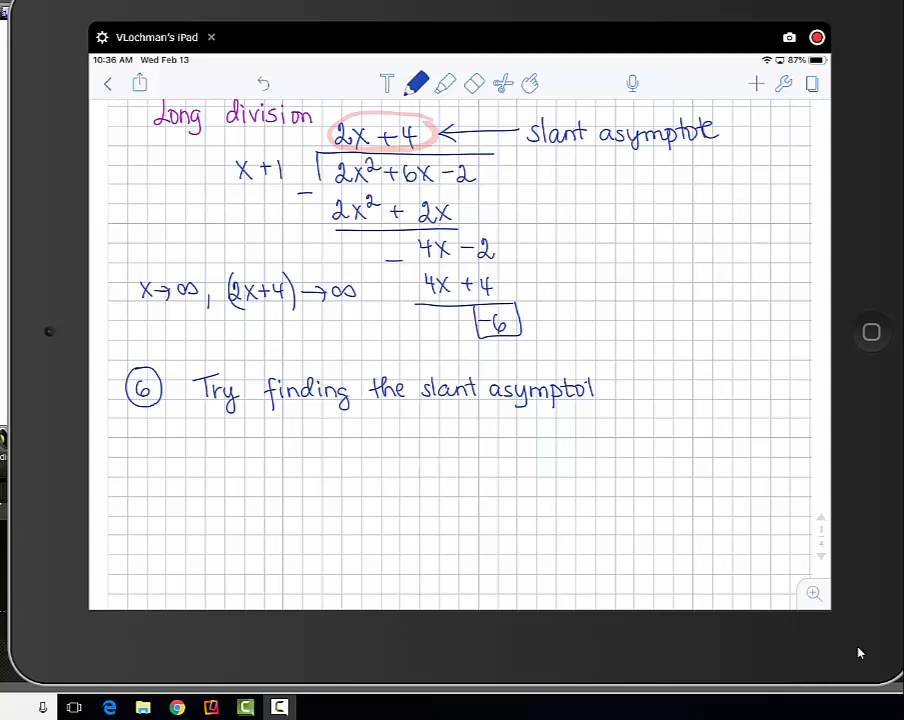 VLochman's iPad ×
10:36 AM Wed Feb 13 87%
T
Long division
2x + 4 ← slant asymptote
x + 1 2x² + 6x - 2
- 2x² + 2x
4x - 2
- 4x + 4
x → ∞, (2x+4) → ∞
-6
6 Try finding the slant asymptot